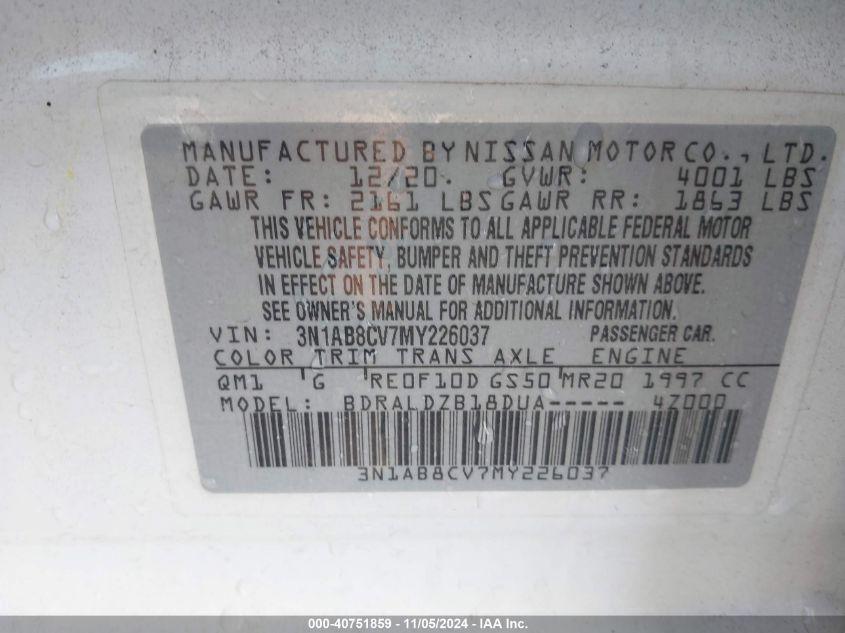 MANUFACTURED BY NISSAN MOTOR CO., LTD.
DATE: 12/20. GVWR: 4001 LBS
GAWR FR: 2161 LBS GAWR RR: 1863 LBS
THIS VEHICLE CONFORMS TO ALL APPLICABLE FEDERAL MOTOR
VEHICLE SAFETY, BUMPER AND THEFT PREVENTION STANDARDS
IN EFFECT ON THE DATE OF MANUFACTURE SHOWN ABOVE.
SEE OWNER'S MANUAL FOR ADDITIONAL INFORMATION.
VIN: 3N1AB8CV7MY226037 PASSENGER CAR.
COLOR TRIM TRANS AXLE ENGINE
QM1 G RE0F10D GS50 MR20 1997 CC
MODEL: BDRALDZB18DUA----- 4Z000
3N1AB8CV7MY226037
000-40751859 - 11/05/2024 - IAA Inc.